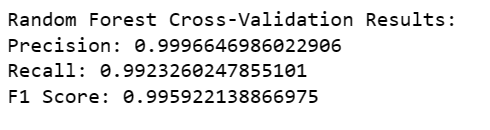 Random Forest Cross-Validation Results:
Precision: 0.9996646986022906
Recall: 0.9923260247855101
F1 Score: 0.995922138866975